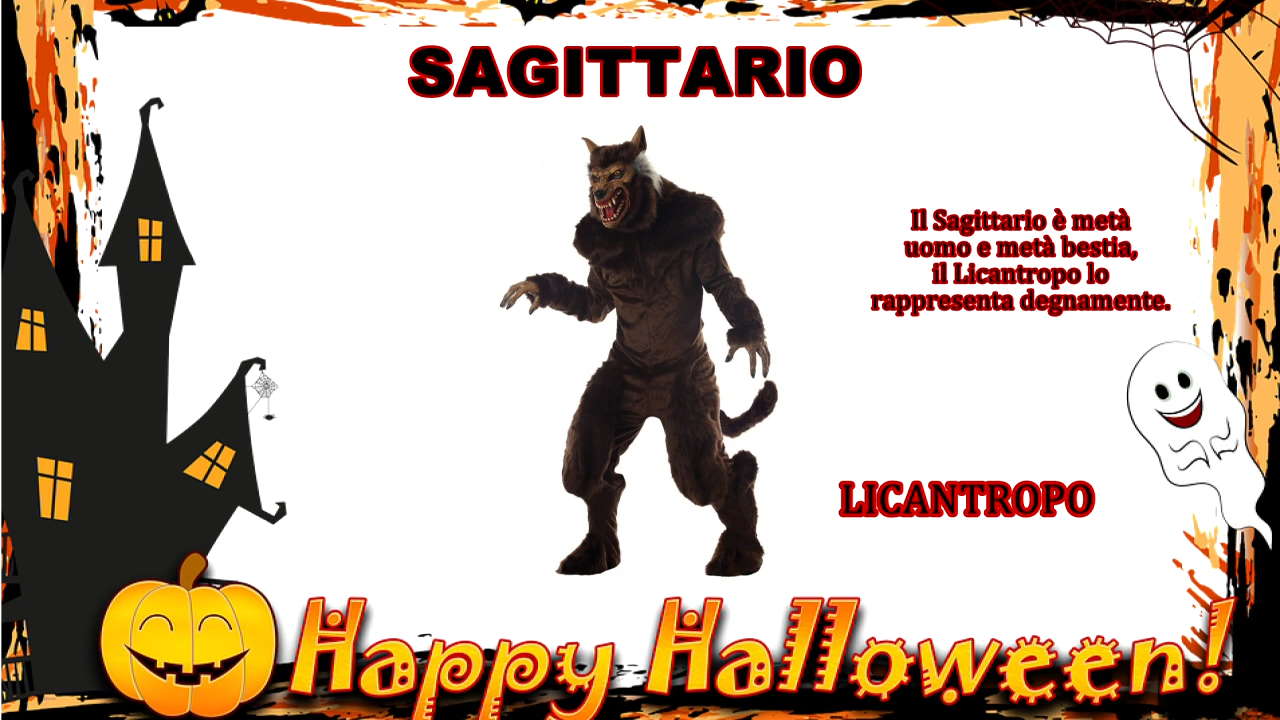 SAGITTARIO
Il Sagittario è metà
uomo e metà bestia,
il Licantropo lo
rappresenta degnamente.
LICANTROPO
Happy Halloween!